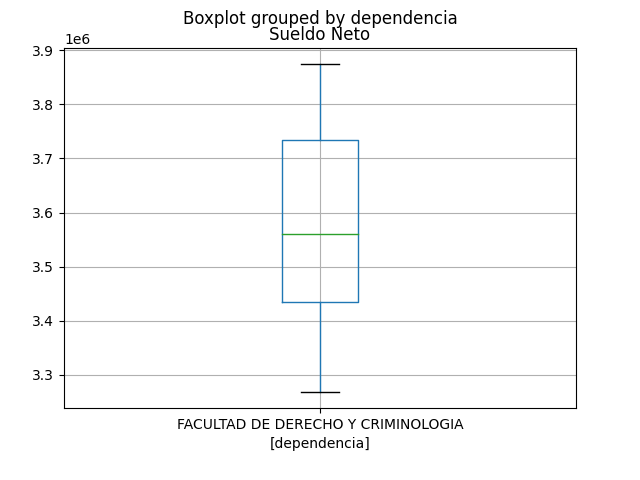 Boxplot grouped by dependencia
Sueldo Neto
1e6
3.9
3.8
3.7
3.6
3.5
3.4
3.3
FACULTAD DE DERECHO Y CRIMINOLOGIA
[dependencia]